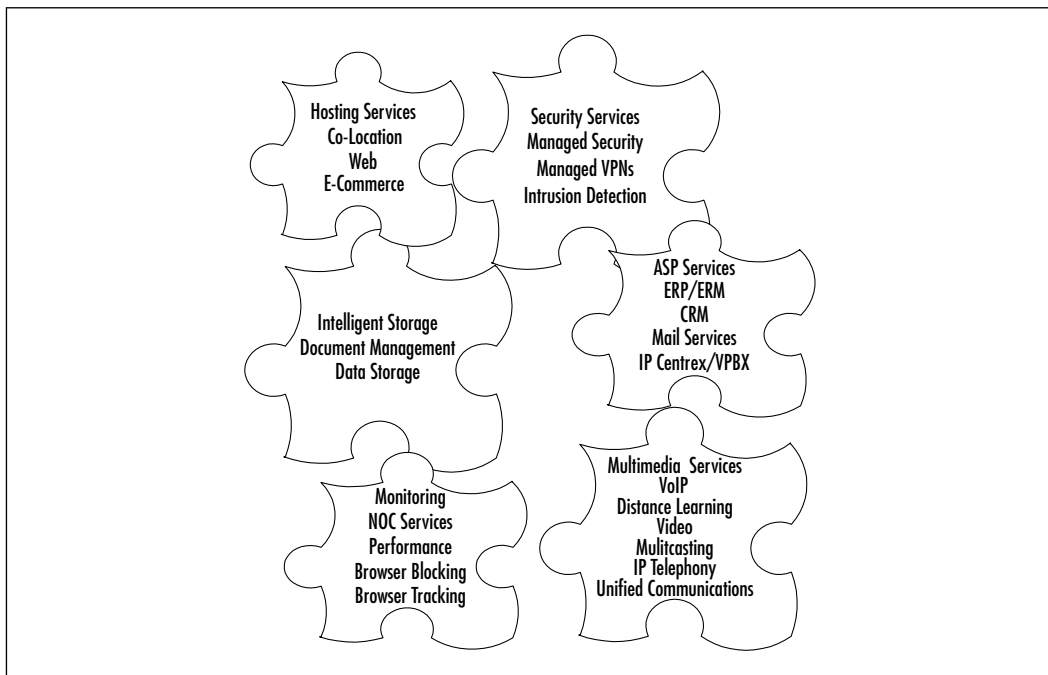 Hosting Services
Co-Location
Web
E-Commerce
Security Services
Managed Security
Managed VPNs
Intrusion Detection
Intelligent Storage
Document Management
Data Storage
ASP Services
ERP/ERM
CRM
Mail Services
IP Centrex/VPBX
Monitoring
NOC Services
Performance
Browser Blocking
Browser Tracking
Multimedia Services
VoIP
Distance Learning
Video
Mulitcasting
IP Telephony
Unified Communications